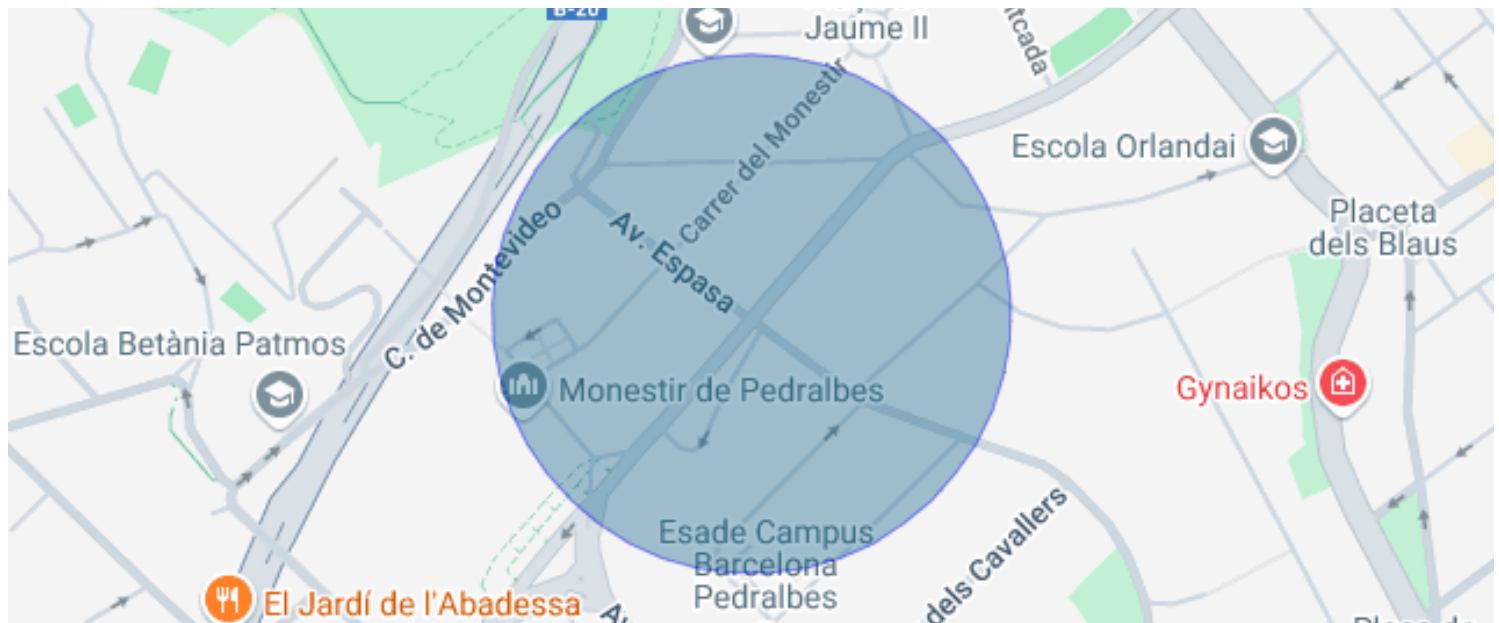 B-20
Jaume II
tcada
Carrer del Monestir
Escola Orlandai
Placeta
dels Blaus
Av. Espasa
C. de Montevideo
Escola Betània Patmos
Monestir de Pedralbes
Gynaikos
Esade Campus
Barcelona
Pedralbes
dels Cavallers
El Jardí de l'Abadessa